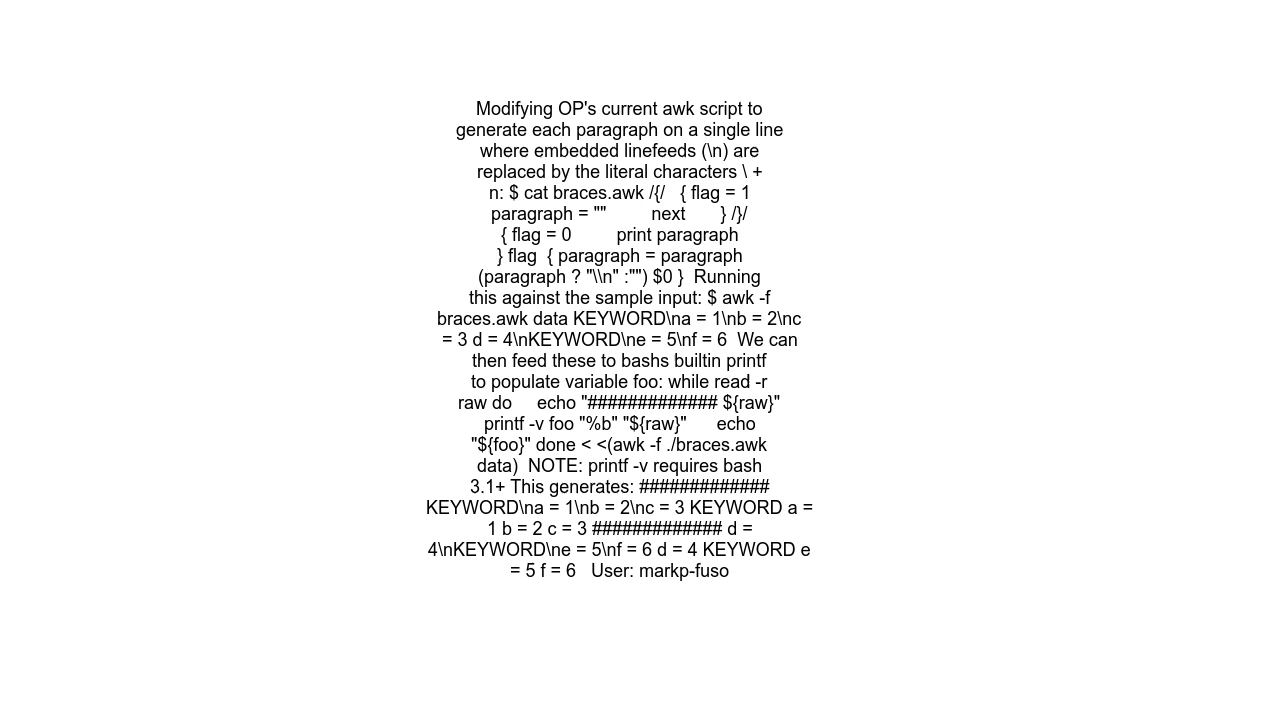 Modifying OP's current awk script to
generate each paragraph on a single line
where embedded linefeeds (\n) are
replaced by the literal characters \ +
n: $ cat braces.awk /{/   { flag = 1
paragraph = ""         next       } /}/
{ flag = 0         print paragraph
} flag  { paragraph = paragraph
(paragraph ? "\\n" :"") $0 }  Running
this against the sample input: $ awk -f
braces.awk data KEYWORD\na = 1\nb = 2\nc
= 3 d = 4\nKEYWORD\ne = 5\nf = 6  We can
then feed these to bashs builtin printf
to populate variable foo: while read -r
raw do     echo "############# ${raw}"
printf -v foo "%b" "${raw}"      echo
"${foo}" done < <(awk -f ./braces.awk
data)  NOTE: printf -v requires bash
3.1+ This generates: #############
KEYWORD\na = 1\nb = 2\nc = 3 KEYWORD a =
1 b = 2 c = 3 ############# d =
4\nKEYWORD\ne = 5\nf = 6 d = 4 KEYWORD e
= 5 f = 6   User: markp-fuso